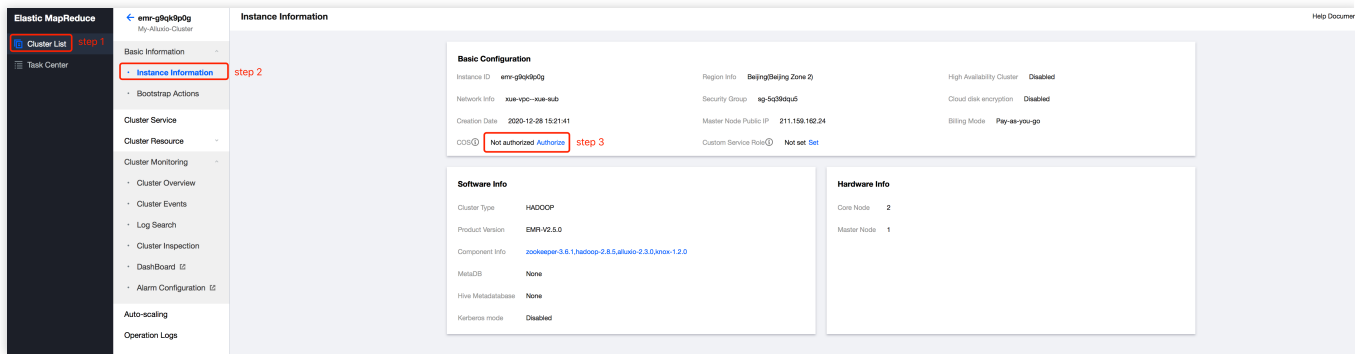 Elastic MapReduce
Cluster List
step 1
Task Center
emr-g9qk9p0g
My-Alluxio-Cluster
Basic Information
Instance Information
step 2
Bootstrap Actions
Cluster Service
Cluster Resource
Cluster Monitoring
Cluster Overview
Cluster Events
Log Search
Cluster Inspection
DashBoard
Alarm Configuration
Auto-scaling
Operation Logs
Instance Information
Help Documen
Basic Configuration
Instance ID emr-g9qk9p0g
Region Info Beijing(Beijing Zone 2)
High Availability Cluster Disabled
Network Info xue-vpc--xue-sub
Security Group sg-5q39dqu5
Cloud disk encryption Disabled
Creation Date 2020-12-28 15:21:41
Master Node Public IP 211.159.162.24
Billing Mode Pay-as-you-go
COS Not authorized Authorize step 3
Custom Service Role Not set Set
Software Info
Cluster Type HADOOP
Product Version EMR-V2.5.0
Component Info zookeeper-3.6.1,hadoop-2.8.5,alluxio-2.3.0,knox-1.2.0
MetaDB None
Hive Metadatabase None
Kerberos mode Disabled
Hardware Info
Core Node 2
Master Node 1